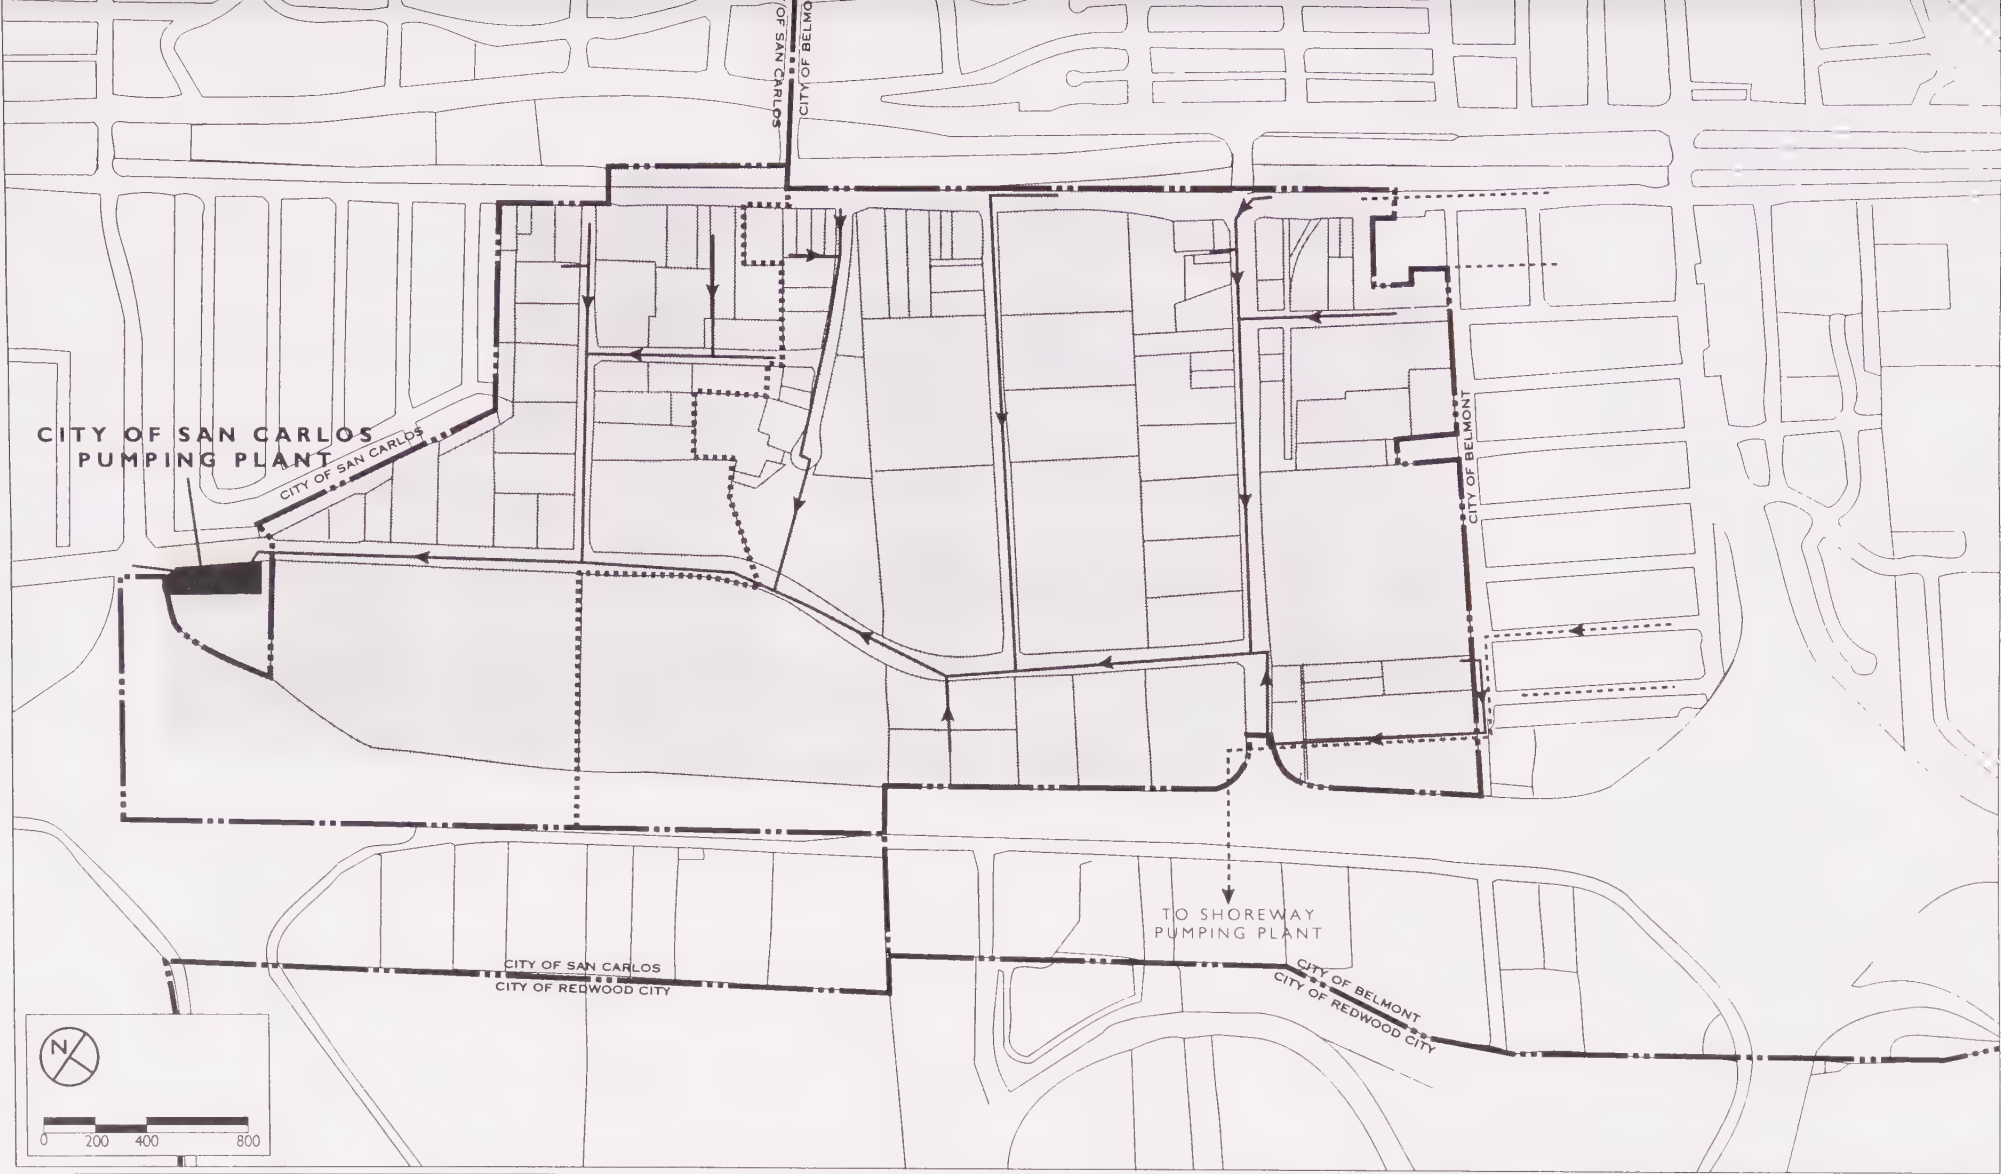 OF SAN CARLOS
CITY OF BELMO
CITY OF SAN CARLOS
PUMPING PLANT
CITY OF SAN CARLOS
CITY OF BELMONT
TO SHOREWAY
PUMPING PLANT
CITY OF SAN CARLOS
CITY OF REDWOOD CITY
CITY OF BELMONT
CITY OF REDWOOD CITY
N
0 200 400 800